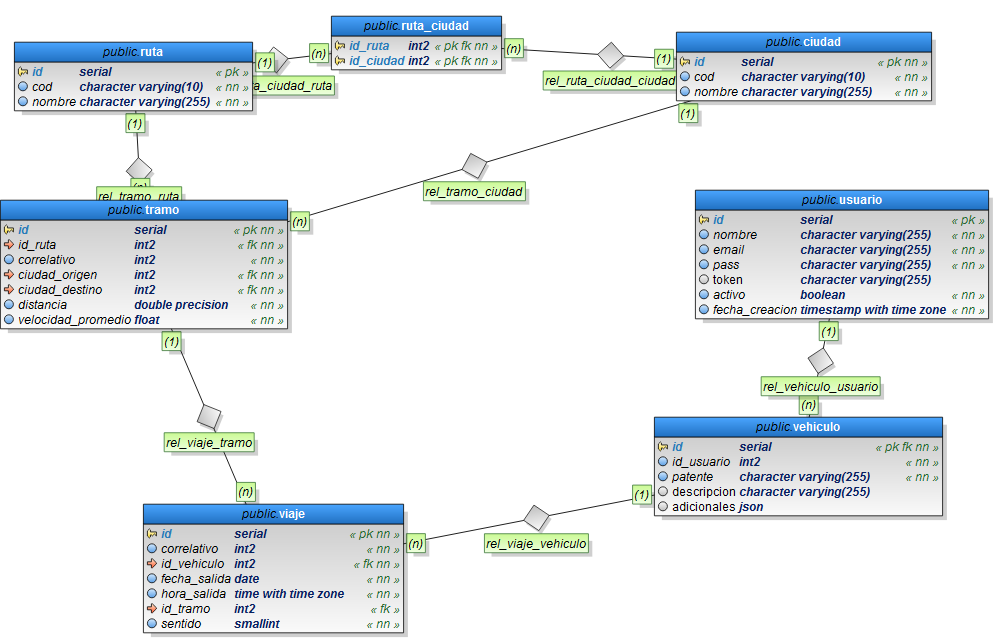 public.ruta
id serial « pk »
cod character varying(10) « nn »
nombre character varying(255) « nn »
(1)
a_ciudad_ruta
(n)
public.ruta_ciudad
id_ruta int2 « pk fk nn »
id_ciudad int2 « pk fk nn »
(n)
rel_ruta_ciudad_ciudad
(1)
public.ciudad
id serial « pk nn »
cod character varying(10) « nn »
nombre character varying(255) « nn »
(1)
(1)
(n)
rel_tramo_ruta
rel_tramo_ciudad
(n)
public.tramo
id serial « pk nn »
id_ruta int2 « fk nn »
correlativo int2 « nn »
ciudad_origen int2 « fk nn »
ciudad_destino int2 « fk nn »
distancia double precision « nn »
velocidad_promedio float « nn »
(1)
public.usuario
id serial « pk »
nombre character varying(255) « nn »
email character varying(255) « nn »
pass character varying(255) « nn »
token character varying(255)
activo boolean « nn »
fecha_creacion timestamp with time zone « nn »
(1)
rel_vehiculo_usuario
(n)
public.vehiculo
id serial « pk fk nn »
id_usuario int2 « nn »
patente character varying(255) « nn »
descripcion character varying(255)
adicionales json
(1)
rel_viaje_tramo
(n)
public.viaje
id serial « pk nn »
correlativo int2 « nn »
id_vehiculo int2 « fk nn »
fecha_salida date « nn »
hora_salida time with time zone « nn »
id_tramo int2 « fk »
sentido smallint « nn »
(n)
rel_viaje_vehiculo